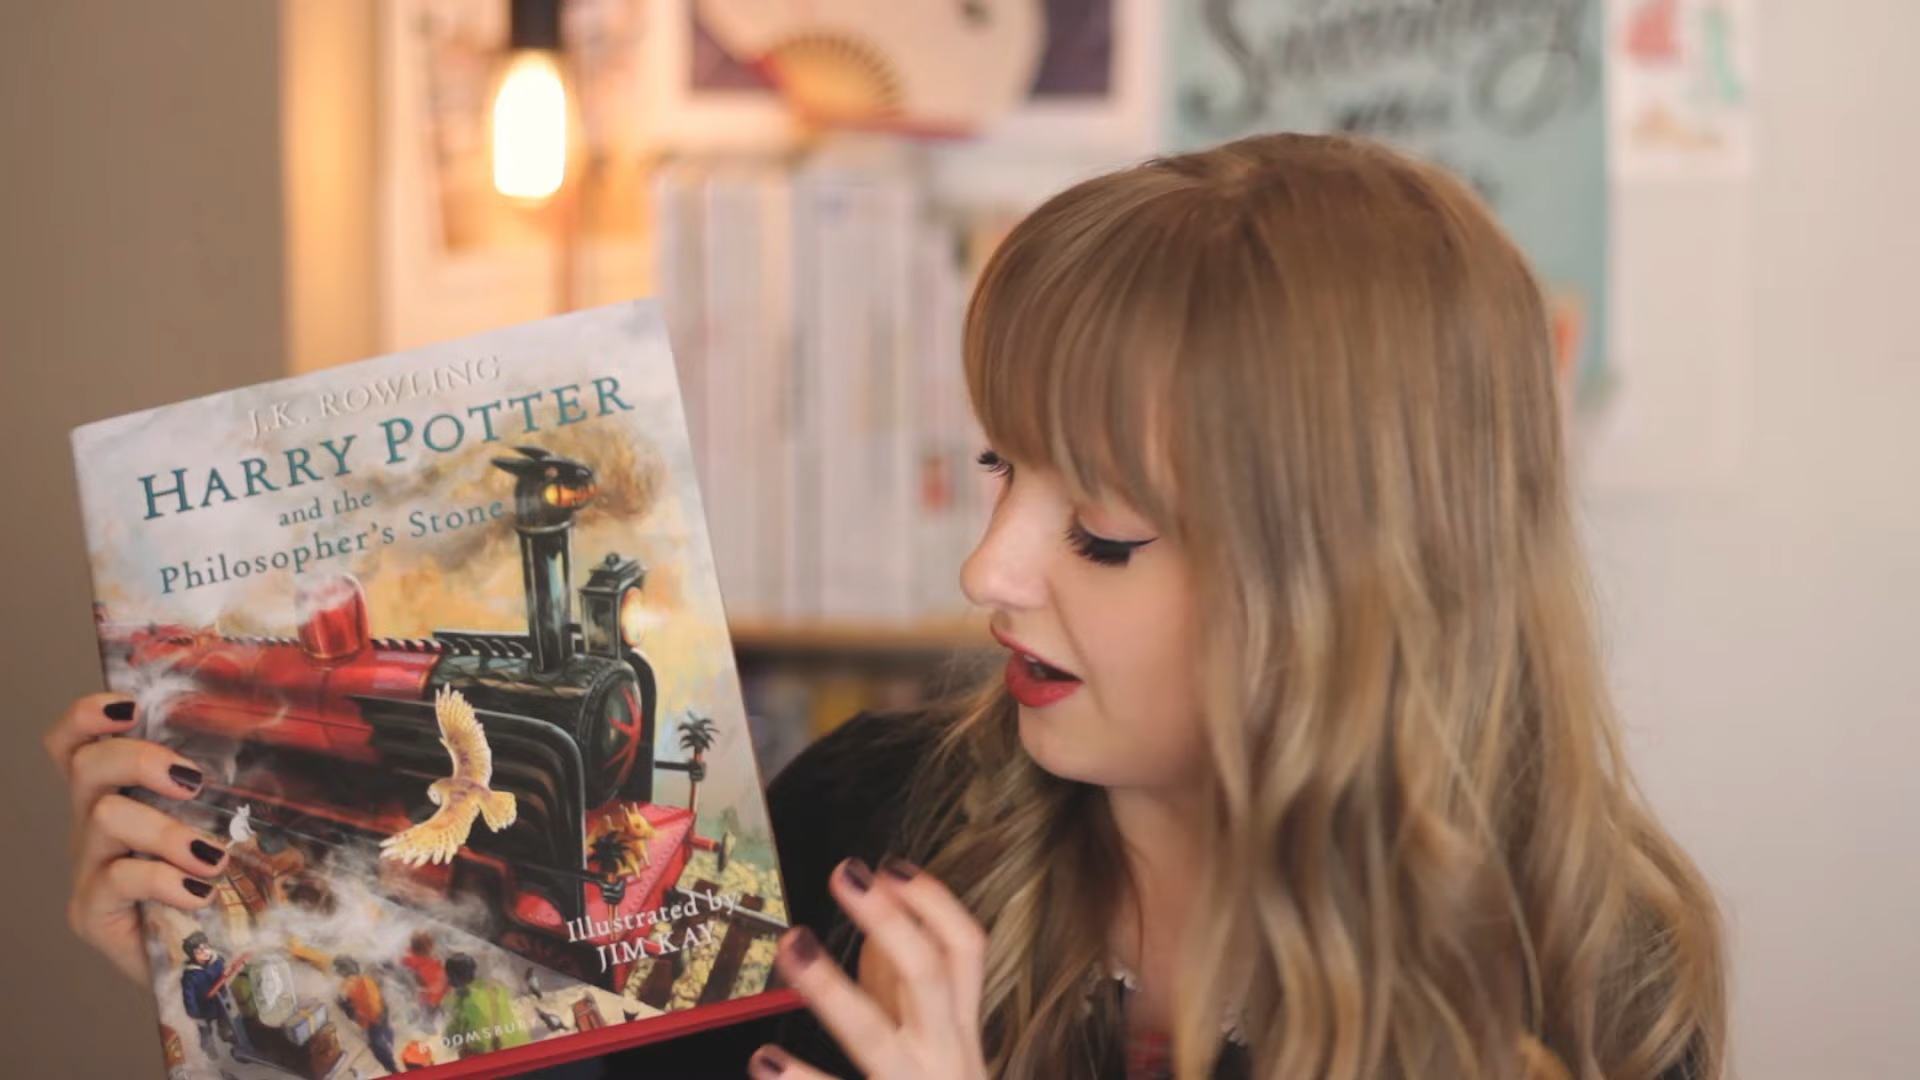 J.K. ROWLING
HARRY POTTER
and the
Philosopher's Stone
Illustrated by
JIM KAY
BLOOMSBURY